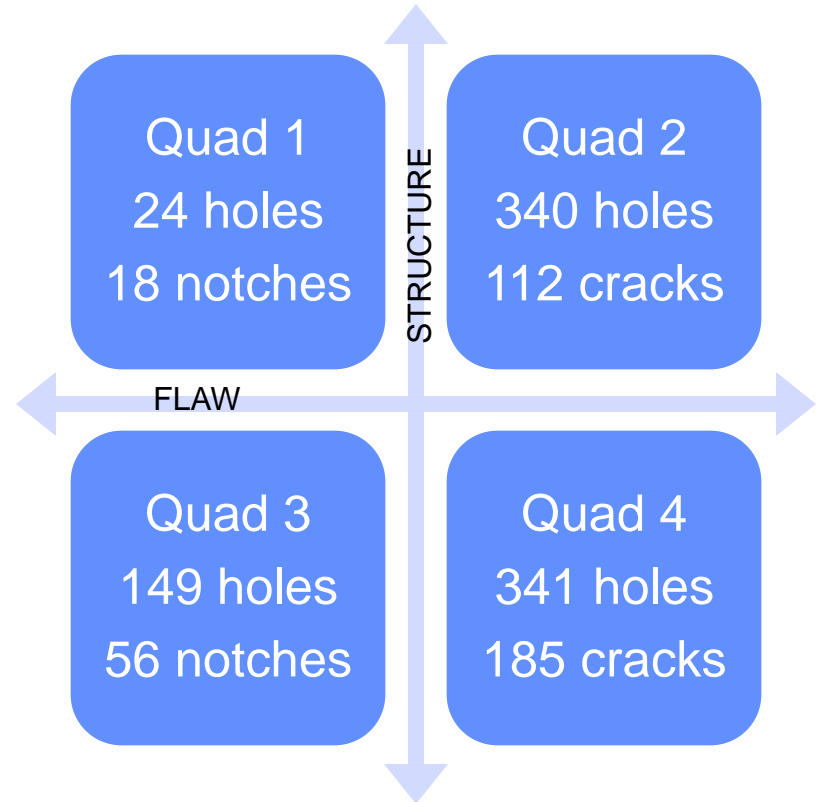 Quad 1
24 holes
18 notches
STRUCTURE
Quad 2
340 holes
112 cracks
FLAW
Quad 3
149 holes
56 notches
Quad 4
341 holes
185 cracks